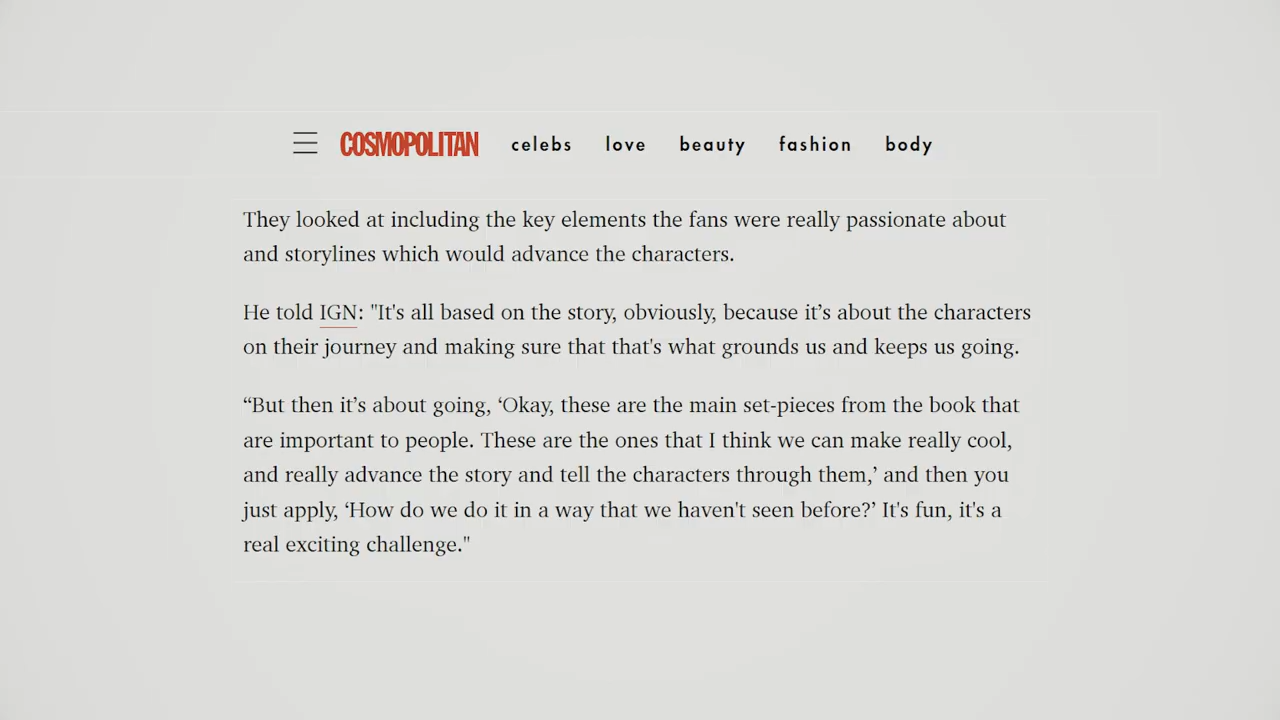 COSMOPOLITAN celebs love beauty fashion body
They looked at including the key elements the fans were really passionate about
and storylines which would advance the characters.
He told IGN: "It's all based on the story, obviously, because it’s about the characters
on their journey and making sure that that's what grounds us and keeps us going.
“But then it’s about going, ‘Okay, these are the main set-pieces from the book that
are important to people. These are the ones that I think we can make really cool,
and really advance the story and tell the characters through them,’ and then you
just apply, ‘How do we do it in a way that we haven't seen before?’ It's fun, it's a
real exciting challenge."